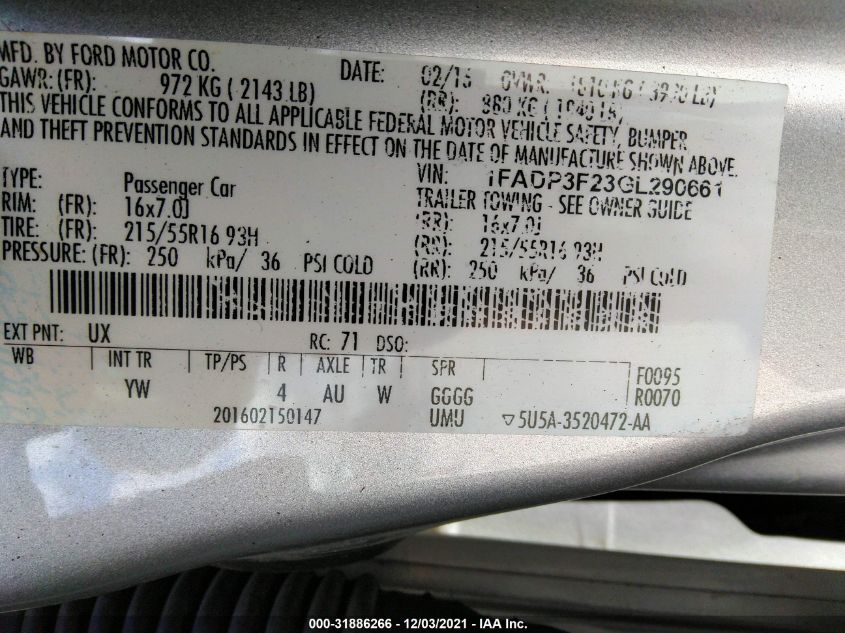 MFD. BY FORD MOTOR CO.
DATE: 02/16 GVWR:
GAWR: (FR): 972 KG ( 2143 LB) (RR): KG (
THIS VEHICLE CONFORMS TO ALL APPLICABLE FEDERAL MOTOR VEHICLE SAFETY, BUMPER
AND THEFT PREVENTION STANDARDS IN EFFECT ON THE DATE OF MANUFACTURE SHOWN ABOVE.
VIN: 1FADP3F23GL290661
TYPE: Passenger Car TRAILER TOWING - SEE OWNER GUIDE
RIM: (FR): 16x7.0J (RR): 16x7.0J
TIRE: (FR): 215/55R16 93H (RR): 215/55R16 93H
PRESSURE: (FR): 250 kPa/ 36 PSI COLD (RR): 250 kPa/ 36 PSI COLD
EXT PNT: UX RC: 71 DSO:
WB INT TR TP/PS R AXLE TR SPR F0095
YW 4 AU W GGGG R0070
201602150147 UMU ▽5U5A-3520472-AA
000-31886266 - 12/03/2021 - IAA Inc.